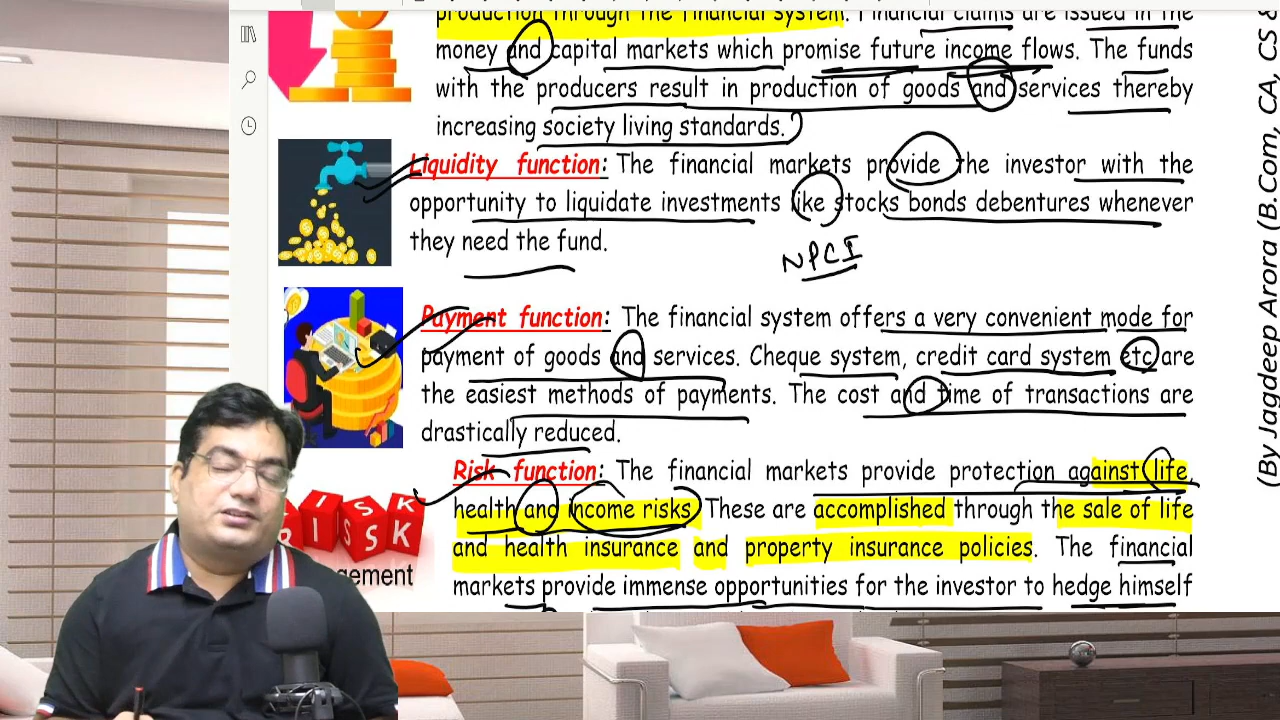 production through the financial system. Financial claims are issued in the
money and capital markets which promise future income flows. The funds
with the producers result in production of goods and services thereby
increasing society living standards.
Liquidity function: The financial markets provide the investor with the
opportunity to liquidate investments like stocks bonds debentures whenever
they need the fund.
NPCI
Payment function: The financial system offers a very convenient mode for
payment of goods and services. Cheque system, credit card system etc are
the easiest methods of payments. The cost and time of transactions are
drastically reduced.
Risk function: The financial markets provide protection against life,
health and income risks. These are accomplished through the sale of life
and health insurance and property insurance policies. The financial
markets provide immense opportunities for the investor to hedge himself
RISK
RISSK
(By Jagdeep Arora (B.Com, CA, CS &